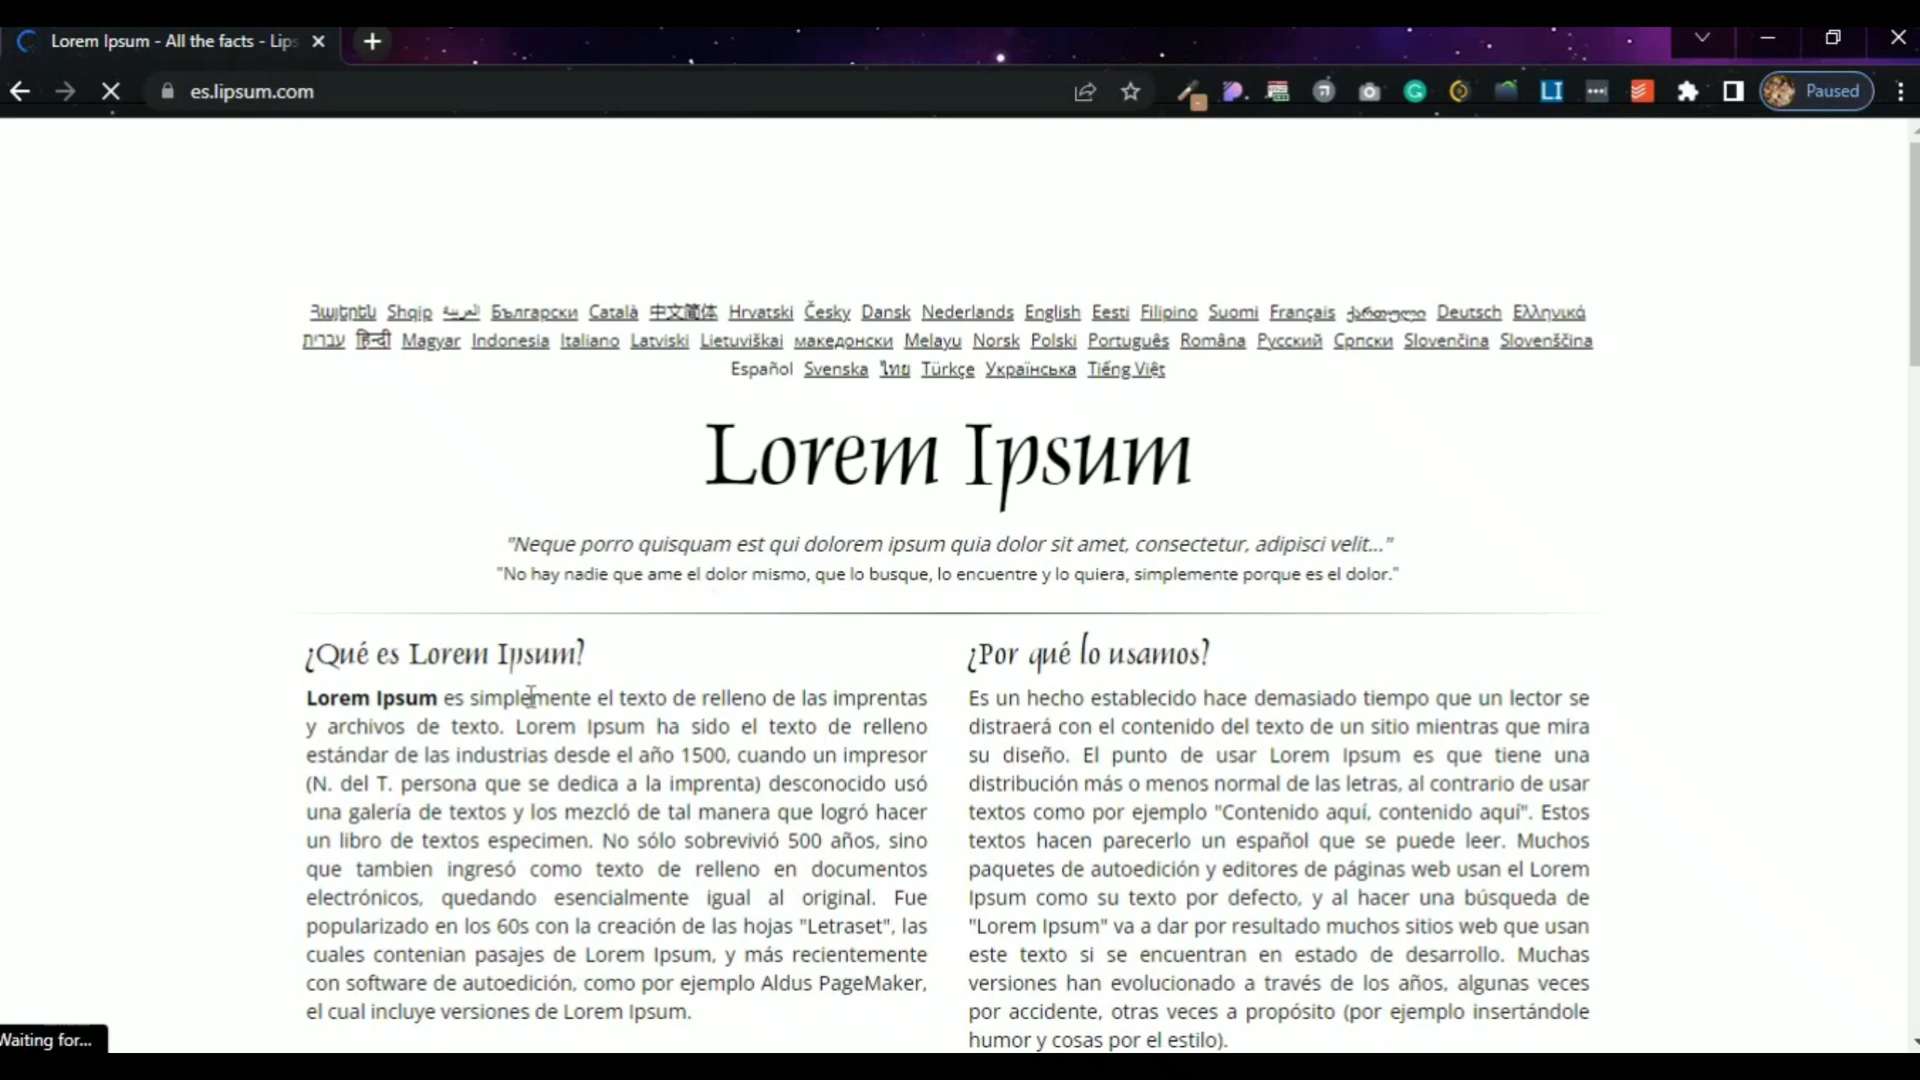 Lorem Ipsum - All the facts - Lips
es.lipsum.com
Paused
Հայերեն Shqip العربية Български Català 中文简体 Hrvatski Česky Dansk Nederlands English Eesti Filipino Suomi Français ქართული Deutsch Ελληνικά
עברית हिन्दी Magyar Indonesia Italiano Latviski Lietuviškai македонски Melayu Norsk Polski Português Româna Русский Српски Slovenčina Slovenščina
Español Svenska ไทย Türkçe Українська Tiếng Việt
Lorem Ipsum
"Neque porro quisquam est qui dolorem ipsum quia dolor sit amet, consectetur, adipisci velit..."
"No hay nadie que ame el dolor mismo, que lo busque, lo encuentre y lo quiera, simplemente porque es el dolor."
¿Qué es Lorem Ipsum?
Lorem Ipsum es simplemente el texto de relleno de las imprentas
y archivos de texto. Lorem Ipsum ha sido el texto de relleno
estándar de las industrias desde el año 1500, cuando un impresor
(N. del T. persona que se dedica a la imprenta) desconocido usó
una galería de textos y los mezcló de tal manera que logró hacer
un libro de textos especimen. No sólo sobrevivió 500 años, sino
que tambien ingresó como texto de relleno en documentos
electrónicos, quedando esencialmente igual al original. Fue
popularizado en los 60s con la creación de las hojas "Letraset", las
cuales contenian pasajes de Lorem Ipsum, y más recientemente
con software de autoedición, como por ejemplo Aldus PageMaker,
el cual incluye versiones de Lorem Ipsum.
¿Por qué lo usamos?
Es un hecho establecido hace demasiado tiempo que un lector se
distraerá con el contenido del texto de un sitio mientras que mira
su diseño. El punto de usar Lorem Ipsum es que tiene una
distribución más o menos normal de las letras, al contrario de usar
textos como por ejemplo "Contenido aquí, contenido aquí". Estos
textos hacen parecerlo un español que se puede leer. Muchos
paquetes de autoedición y editores de páginas web usan el Lorem
Ipsum como su texto por defecto, y al hacer una búsqueda de
"Lorem Ipsum" va a dar por resultado muchos sitios web que usan
este texto si se encuentran en estado de desarrollo. Muchas
versiones han evolucionado a través de los años, algunas veces
por accidente, otras veces a propósito (por ejemplo insertándole
humor y cosas por el estilo).
Waiting for...